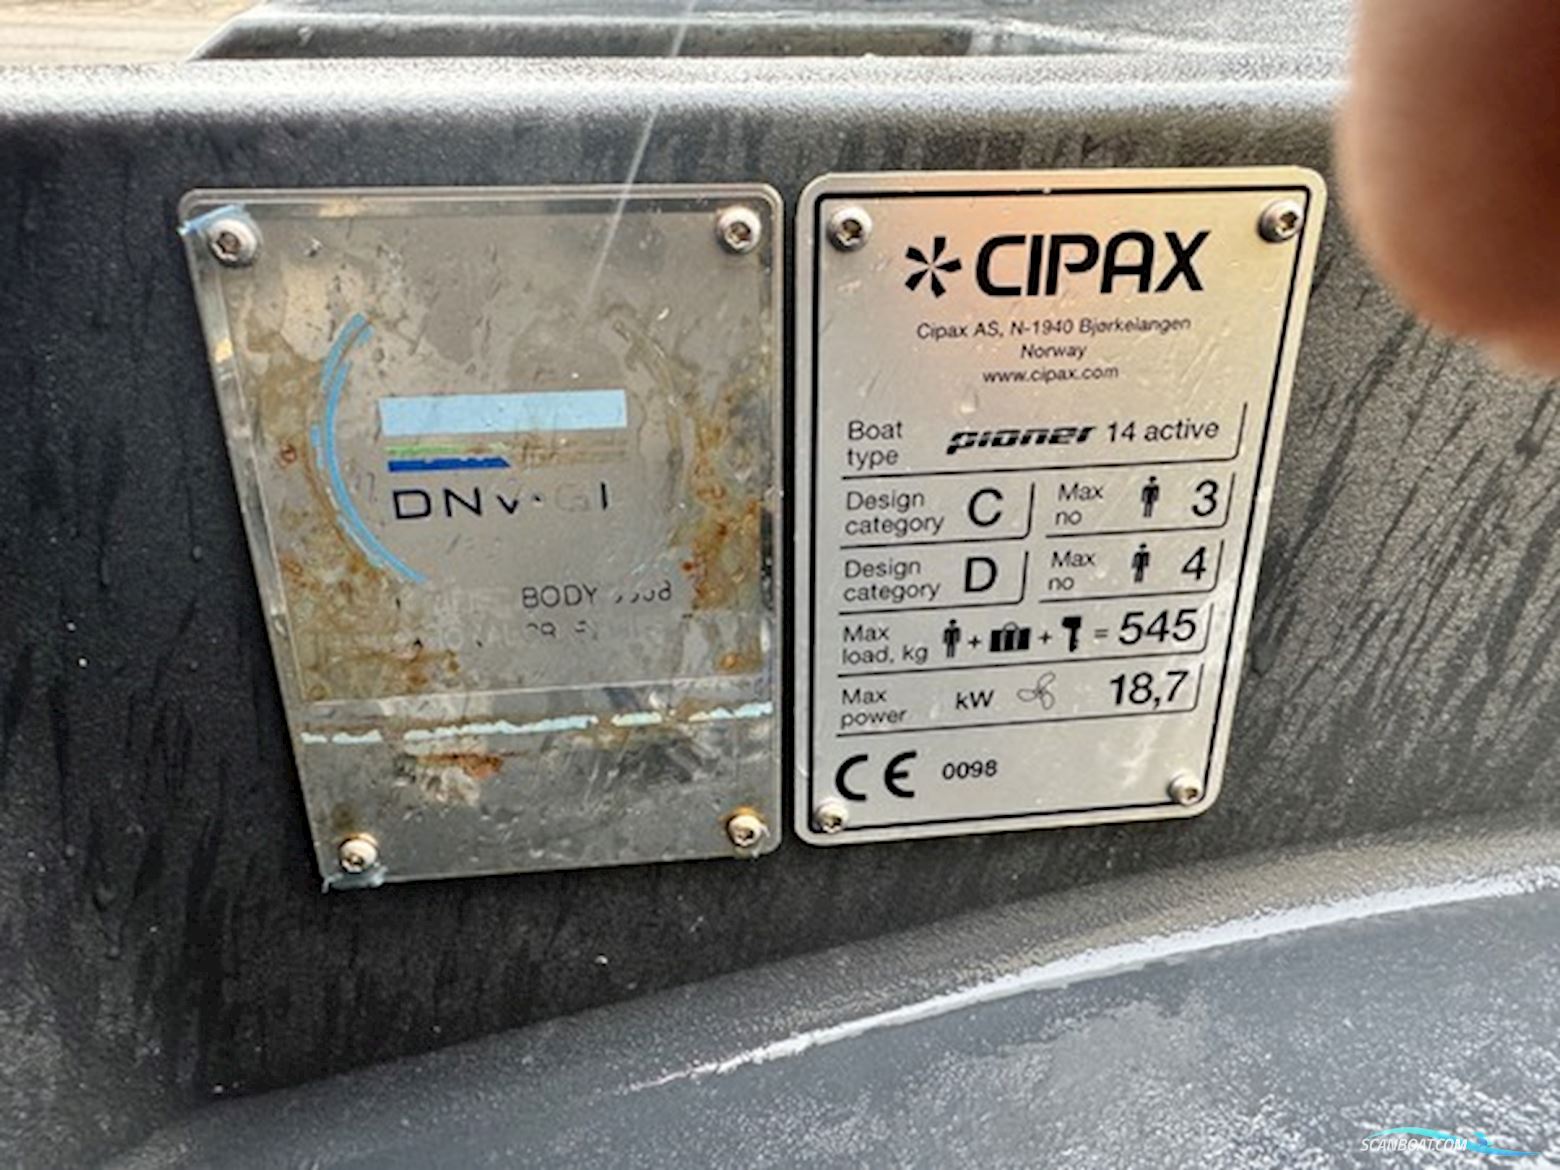 DNV·GL
BODY
CIPAX
Cipax AS, N-1940 Bjørkelangen
Norway
www.cipax.com
Boat type pioner 14 active
Design category C Max no 3
Design category D Max no 4
Max load, kg + + = 545
Max power kW 18,7
CE 0098
SCANBOAT.COM